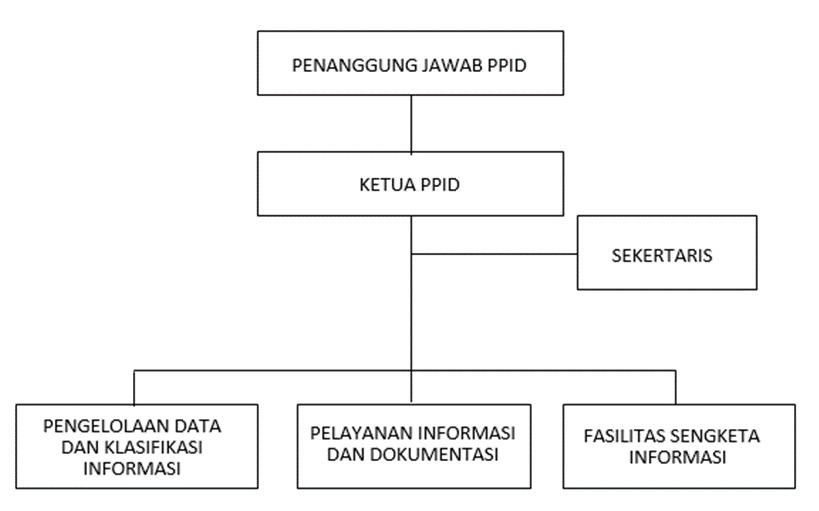 PENANGGUNG JAWAB PPID
KETUA PPID
SEKERTARIS
PENGELOLAAN DATA
DAN KLASIFIKASI
INFORMASI
PELAYANAN INFORMASI
DAN DOKUMENTASI
FASILITAS SENGKETA
INFORMASI